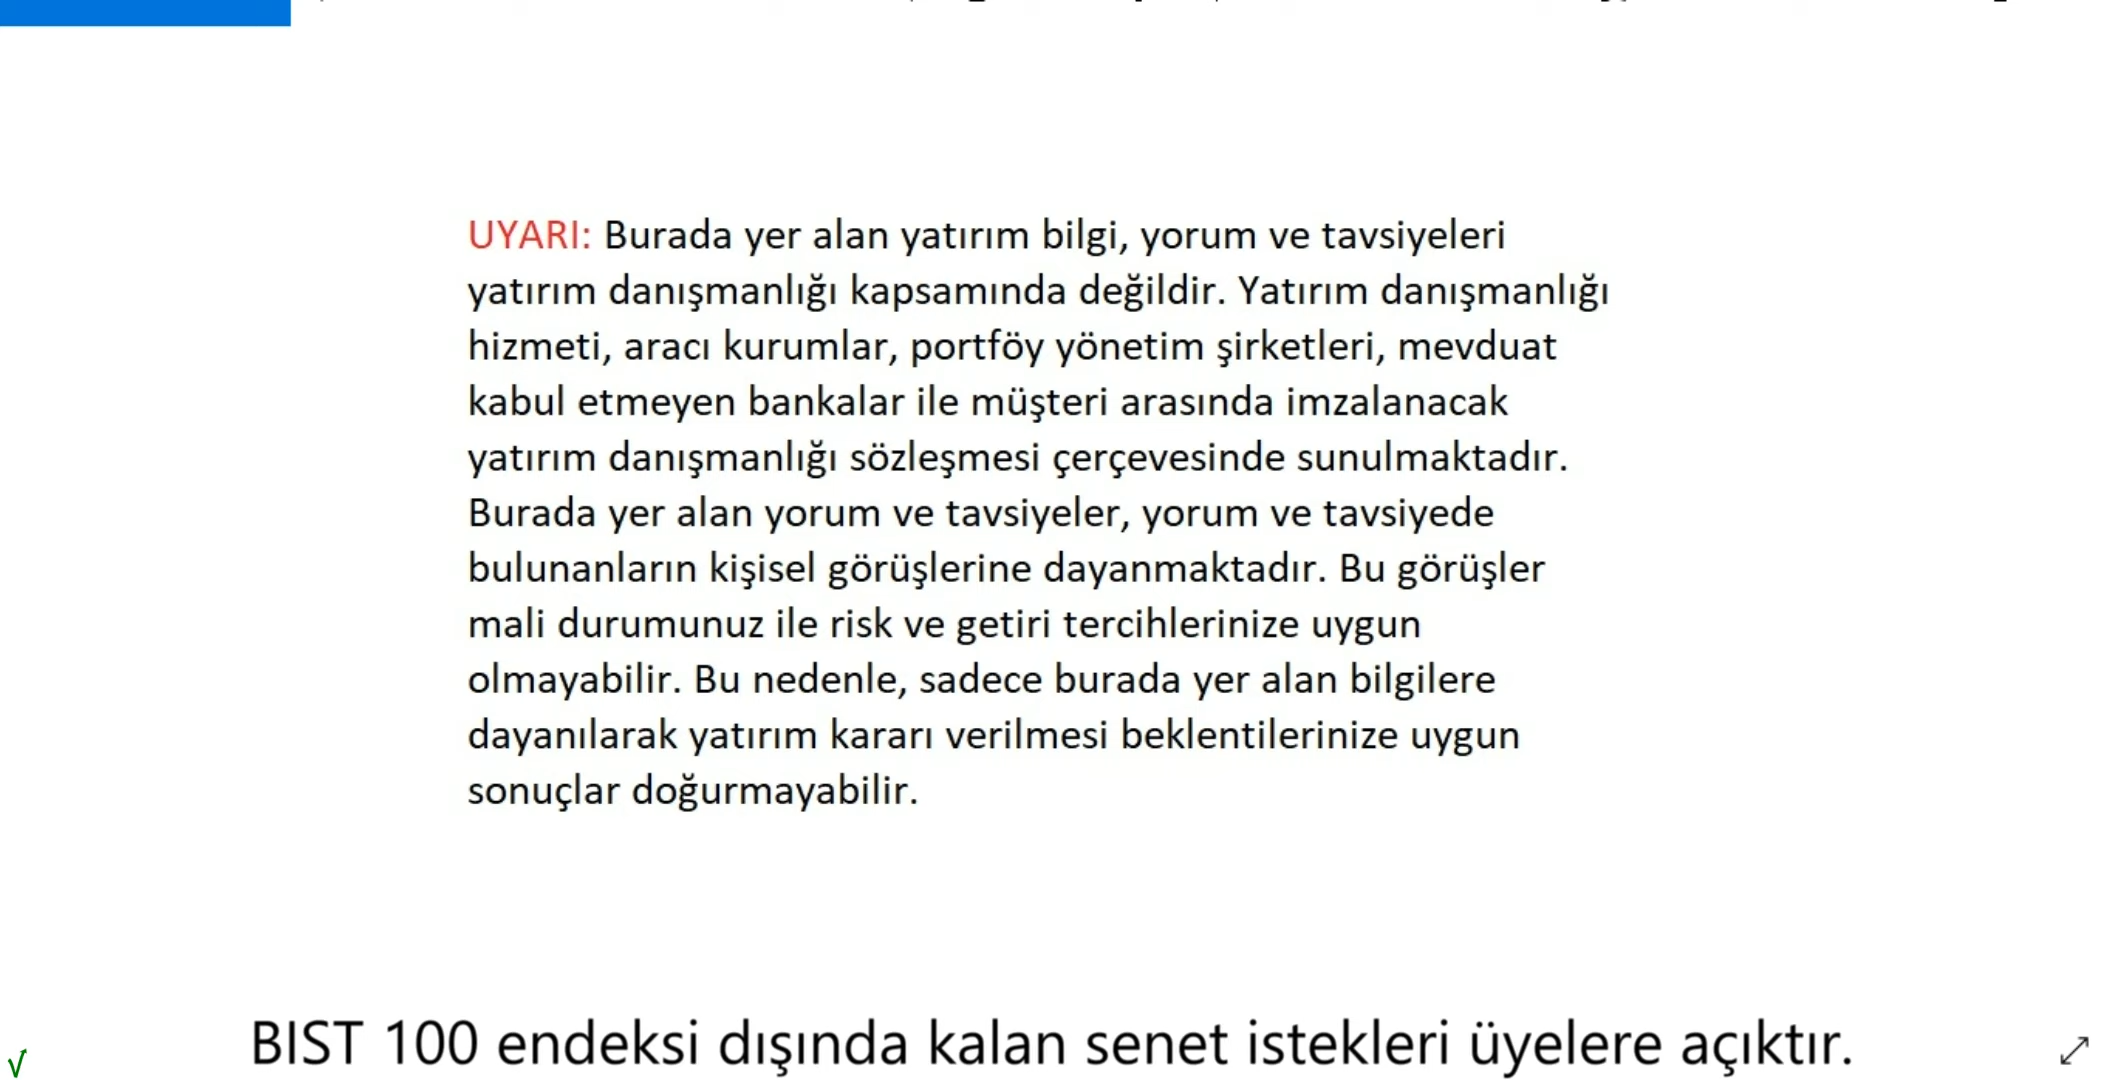 UYARI: Burada yer alan yatırım bilgi, yorum ve tavsiyeleri
yatırım danışmanlığı kapsamında değildir. Yatırım danışmanlığı
hizmeti, aracı kurumlar, portföy yönetim şirketleri, mevduat
kabul etmeyen bankalar ile müşteri arasında imzalanacak
yatırım danışmanlığı sözleşmesi çerçevesinde sunulmaktadır.
Burada yer alan yorum ve tavsiyeler, yorum ve tavsiyede
bulunanların kişisel görüşlerine dayanmaktadır. Bu görüşler
mali durumunuz ile risk ve getiri tercihlerinize uygun
olmayabilir. Bu nedenle, sadece burada yer alan bilgilere
dayanılarak yatırım kararı verilmesi beklentilerinize uygun
sonuçlar doğurmayabilir.
BIST 100 endeksi dışında kalan senet istekleri üyelere açıktır.